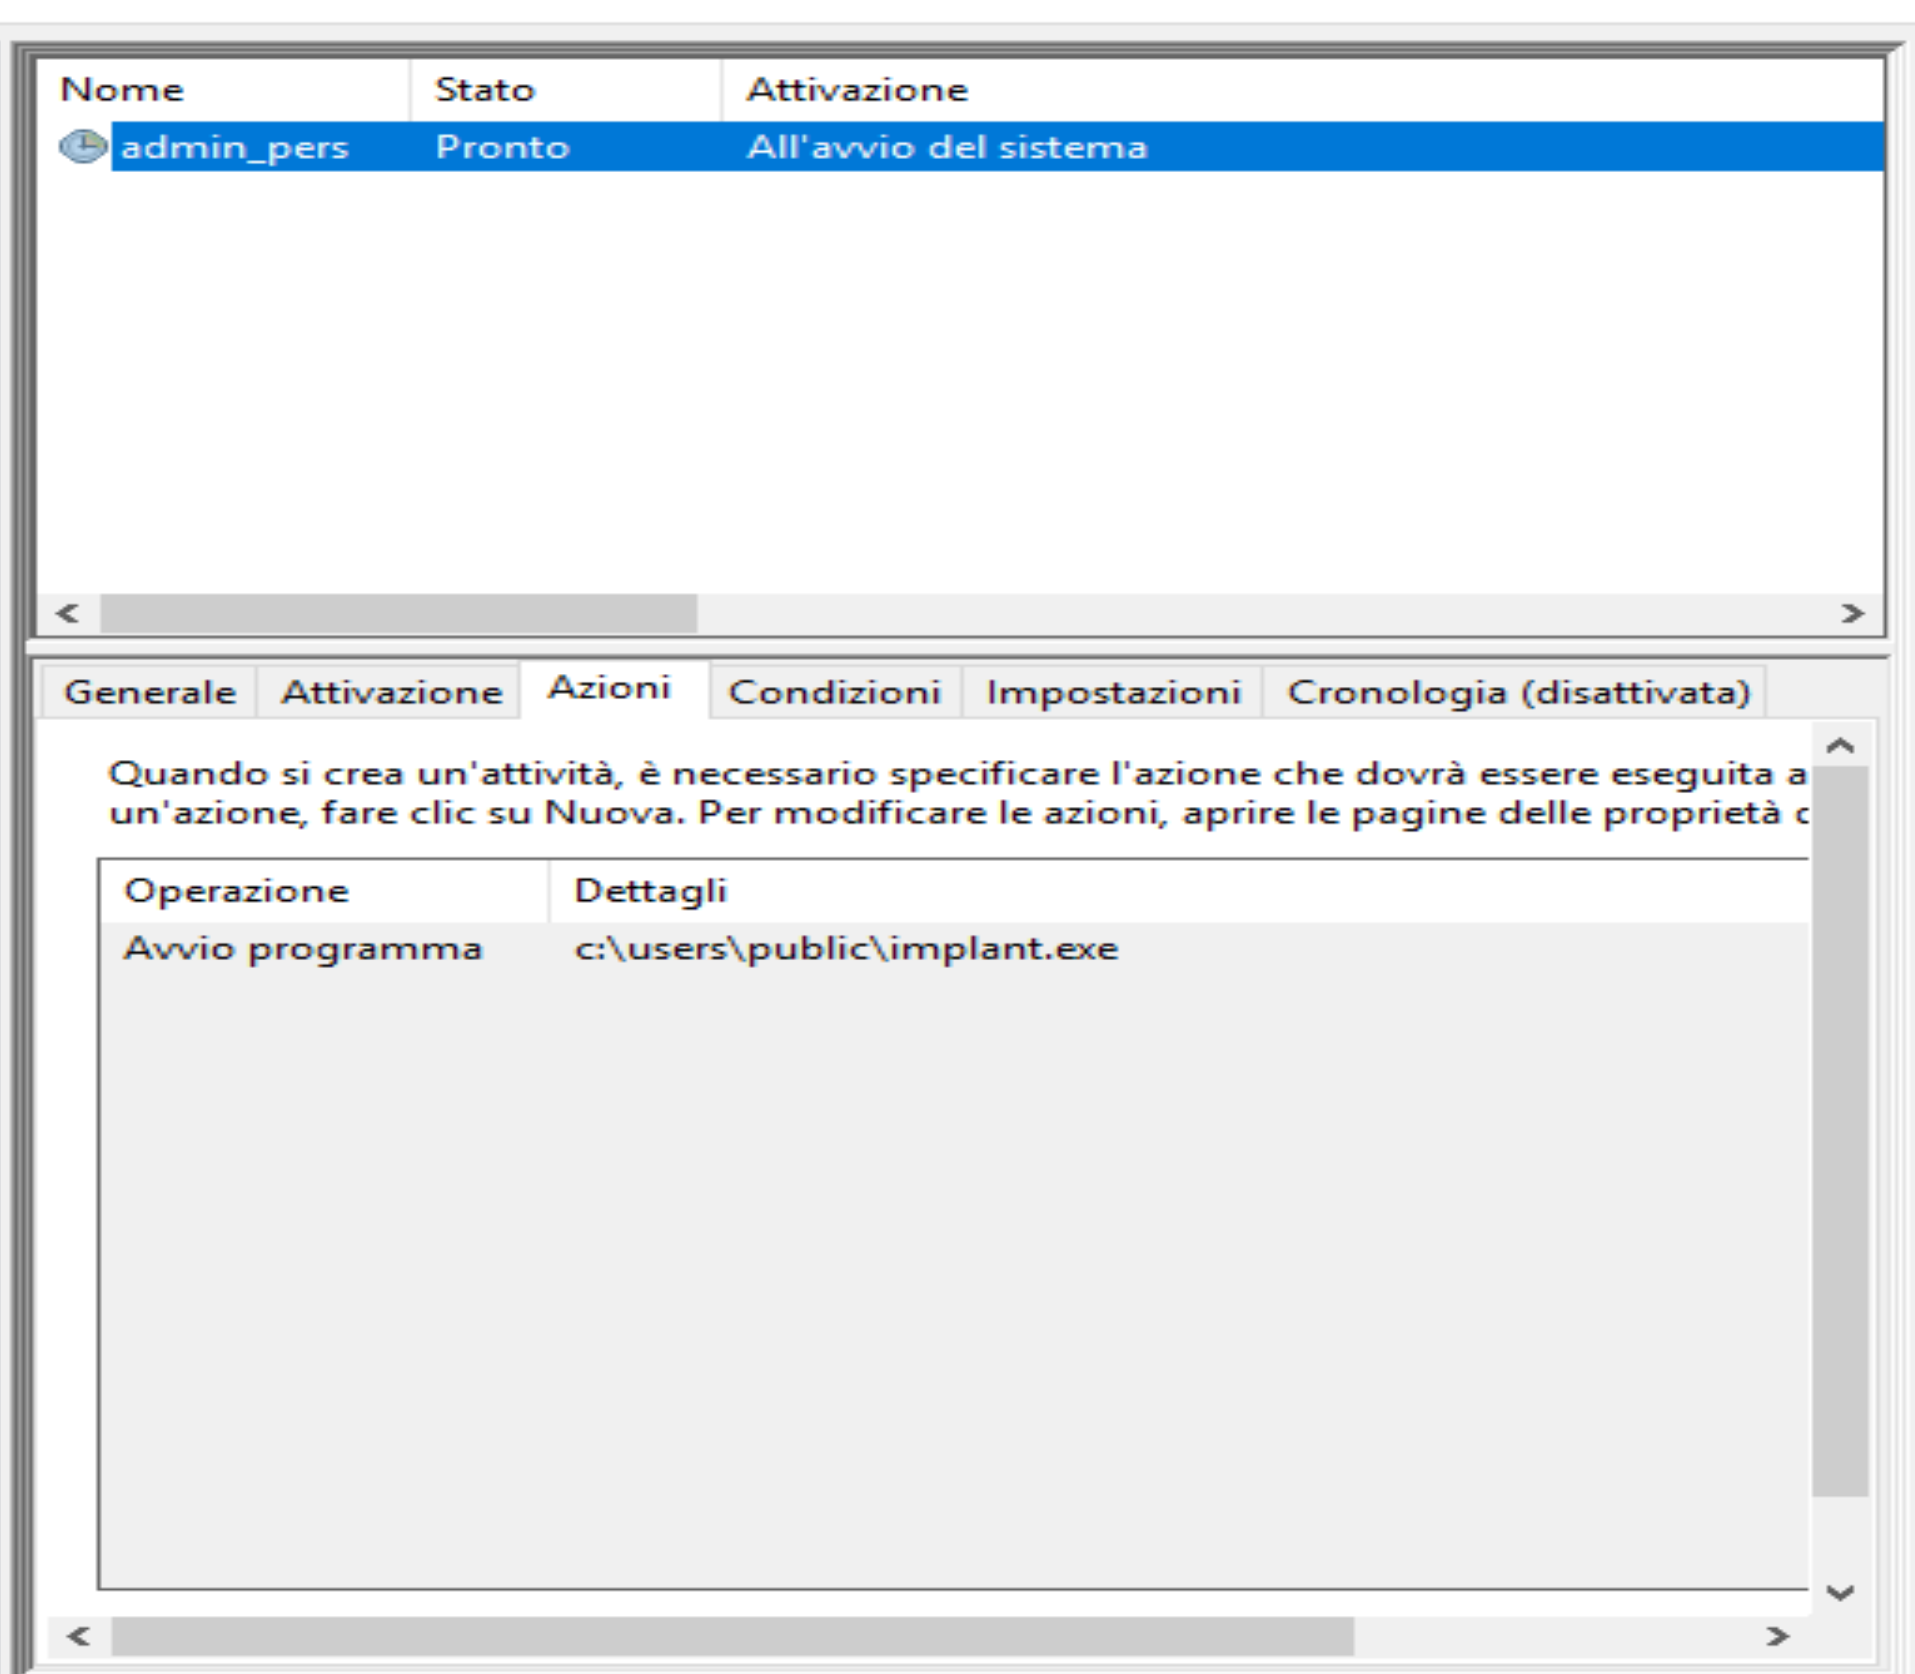 Nome Stato Attivazione
admin_pers Pronto All'avvio del sistema
Generale Attivazione Azioni Condizioni Impostazioni Cronologia (disattivata)
Quando si crea un'attività, è necessario specificare l'azione che dovrà essere eseguita a
un'azione, fare clic su Nuova. Per modificare le azioni, aprire le pagine delle proprietà
Operazione Dettagli
Avvio programma c:\users\public\implant.exe